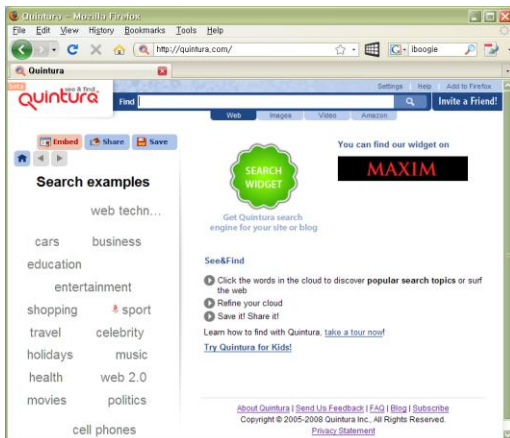 Quintura - Mozilla Firefox
File Edit View History Bookmarks Tools Help
http://quintura.com/
iboogie
Quintura
beta
see & find
Quintura
Settings | Help Add to Firefox
Find
Invite a Friend!
Web Images Video Amazon
Embed Share Save
Search examples
web techn...
cars business
education
entertainment
shopping sport
travel celebrity
holidays music
health web 2.0
movies politics
cell phones
SEARCH
WIDGET
Get Quintura search
engine for your site or blog
You can find our widget on
MAXIM
See&Find
Click the words in the cloud to discover popular search topics or surf
the web
Refine your cloud
Save it! Share it!
Learn how to find with Quintura, take a tour now!
Try Quintura for Kids!
About Quintura | Send Us Feedback | FAQ | Blog | Subscribe
Copyright © 2005-2008 Quintura Inc., All Rights Reserved.
Privacy Statement